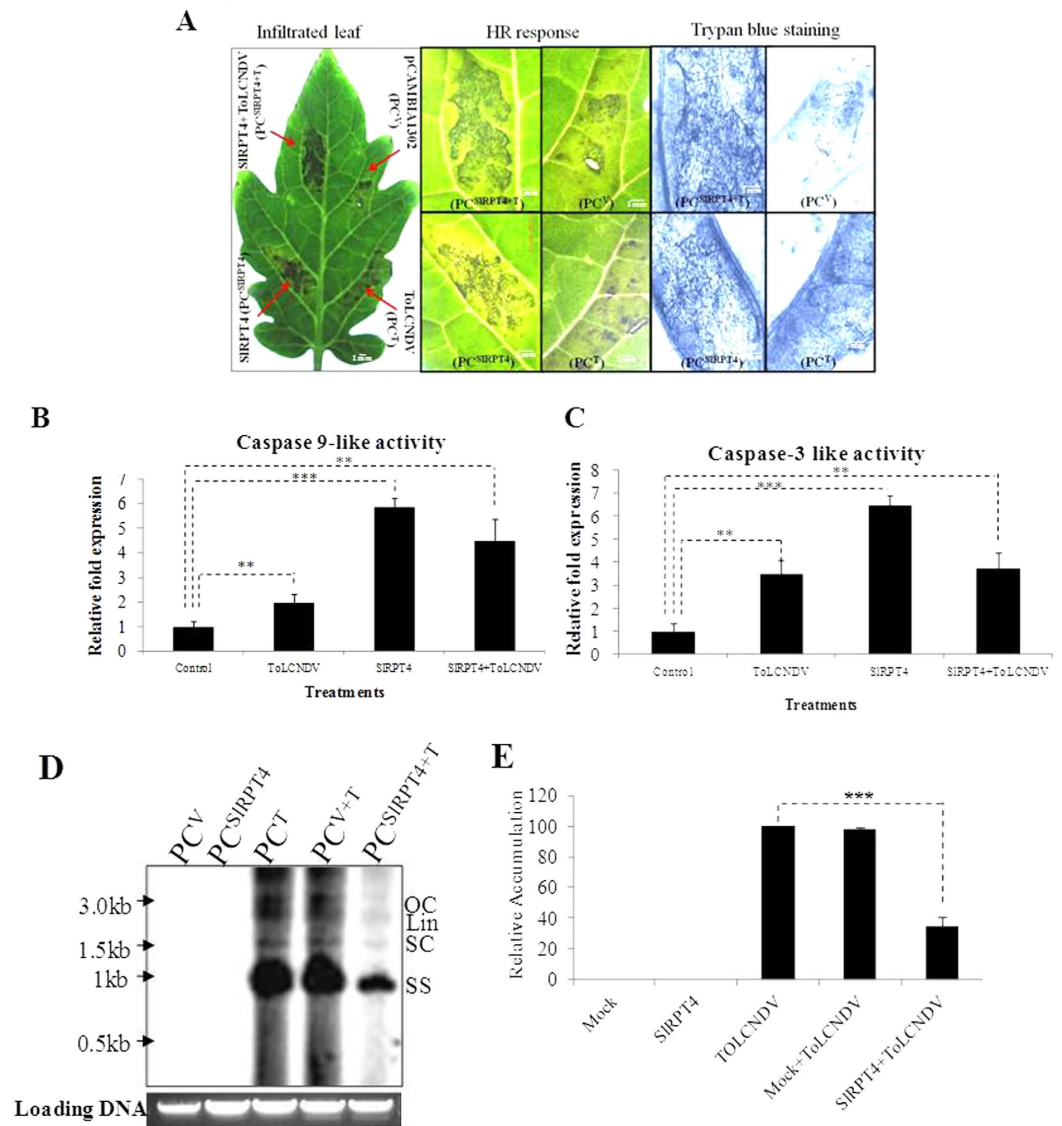 A
Infiltrated leaf
HR response
Trypan blue staining
SlRPT4+ToLCNDV
(PC^SlRPT4+T)
pCAMBIA1302
(PC^V)
SlRPT4 (PC^SlRPT4)
ToLCNDV
(PC^T)
1mm
(PC^SlRPT4+T)
(PC^V)
1mm
(PC^SlRPT4+T)
(PC^V)
(PC^SlRPT4)
(PC^T)
(PC^SlRPT4)
(PC^T)
B
Caspase 9-like activity
Relative fold expression
7
6
5
4
3
2
1
0
**
***
**
Control
ToLCNDV
SlRPT4
SlRPT4+ToLCNDV
Treatments
C
Caspase-3 like activity
Relative fold expression
8
7
6
5
4
3
2
1
0
**
***
**
Control
ToLCNDV
SlRPT4
SlRPT4+ToLCNDV
Treatments
D
PC^V
PC^SlRPT4
PC^T
PC^V+T
PC^SlRPT4+T
3.0kb
1.5kb
1kb
0.5kb
OC
Lin
SC
SS
Loading DNA
E
Relative Accumulation
120
100
80
60
40
20
0
***
Mock
SlRPT4
TOLCNDV
Mock+ToLCNDV
SlRPT4+ToLCNDV